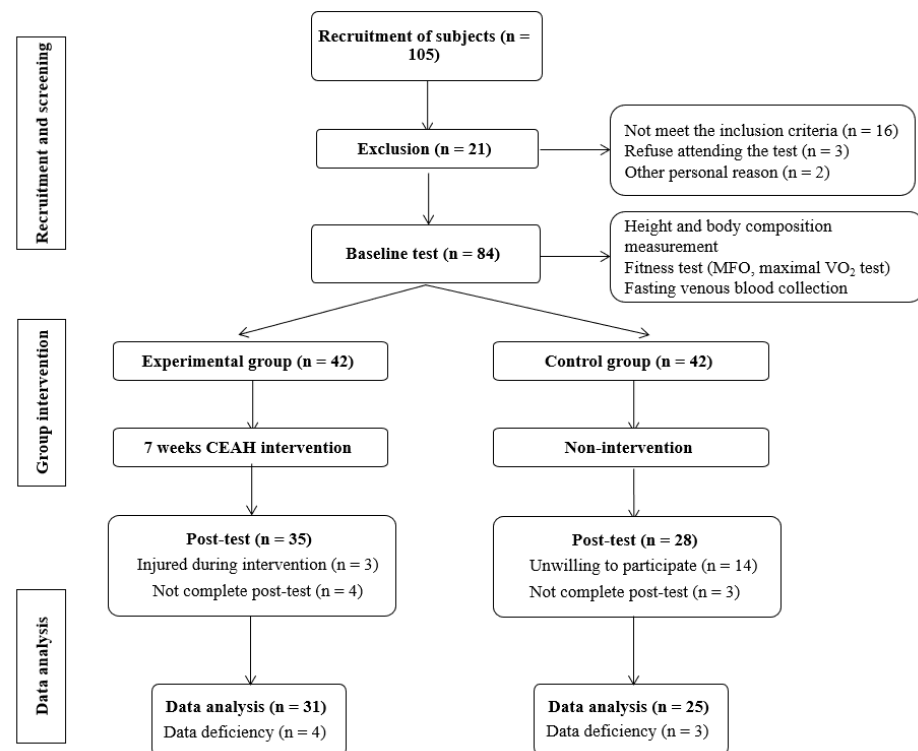 Recruitment and screening
Recruitment of subjects (n =
105)
Exclusion (n = 21)
Not meet the inclusion criteria (n = 16)
Refuse attending the test (n = 3)
Other personal reason (n = 2)
Baseline test (n = 84)
Height and body composition
measurement
Fitness test (MFO, maximal VO₂ test)
Fasting venous blood collection
Group intervention
Experimental group (n = 42)
Control group (n = 42)
7 weeks CEAH intervention
Non-intervention
Post-test (n = 35)
Injured during intervention (n = 3)
Not complete post-test (n = 4)
Post-test (n = 28)
Unwilling to participate (n = 14)
Not complete post-test (n = 3)
Data analysis
Data analysis (n = 31)
Data deficiency (n = 4)
Data analysis (n = 25)
Data deficiency (n = 3)